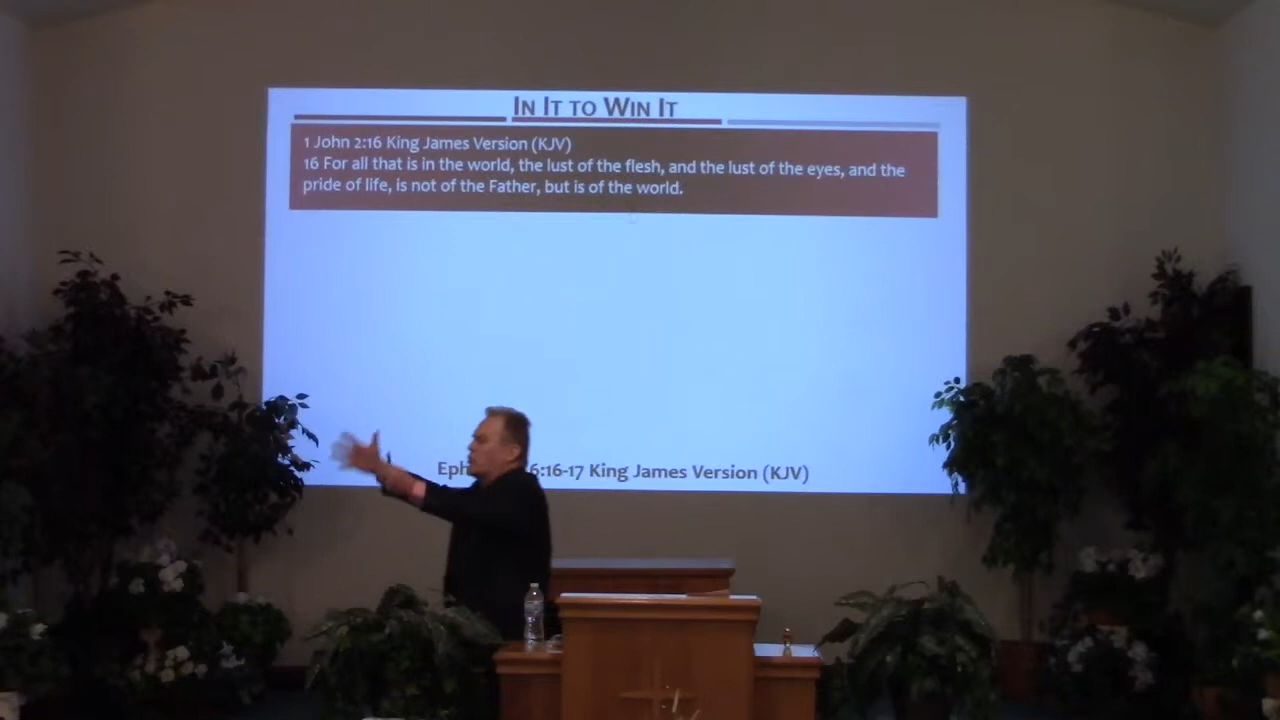 In It to Win It
1 John 2:16 King James Version (KJV)
16 For all that is in the world, the lust of the flesh, and the lust of the eyes, and the
pride of life, is not of the Father, but is of the world.
6:16-17 King James Version (KJV)